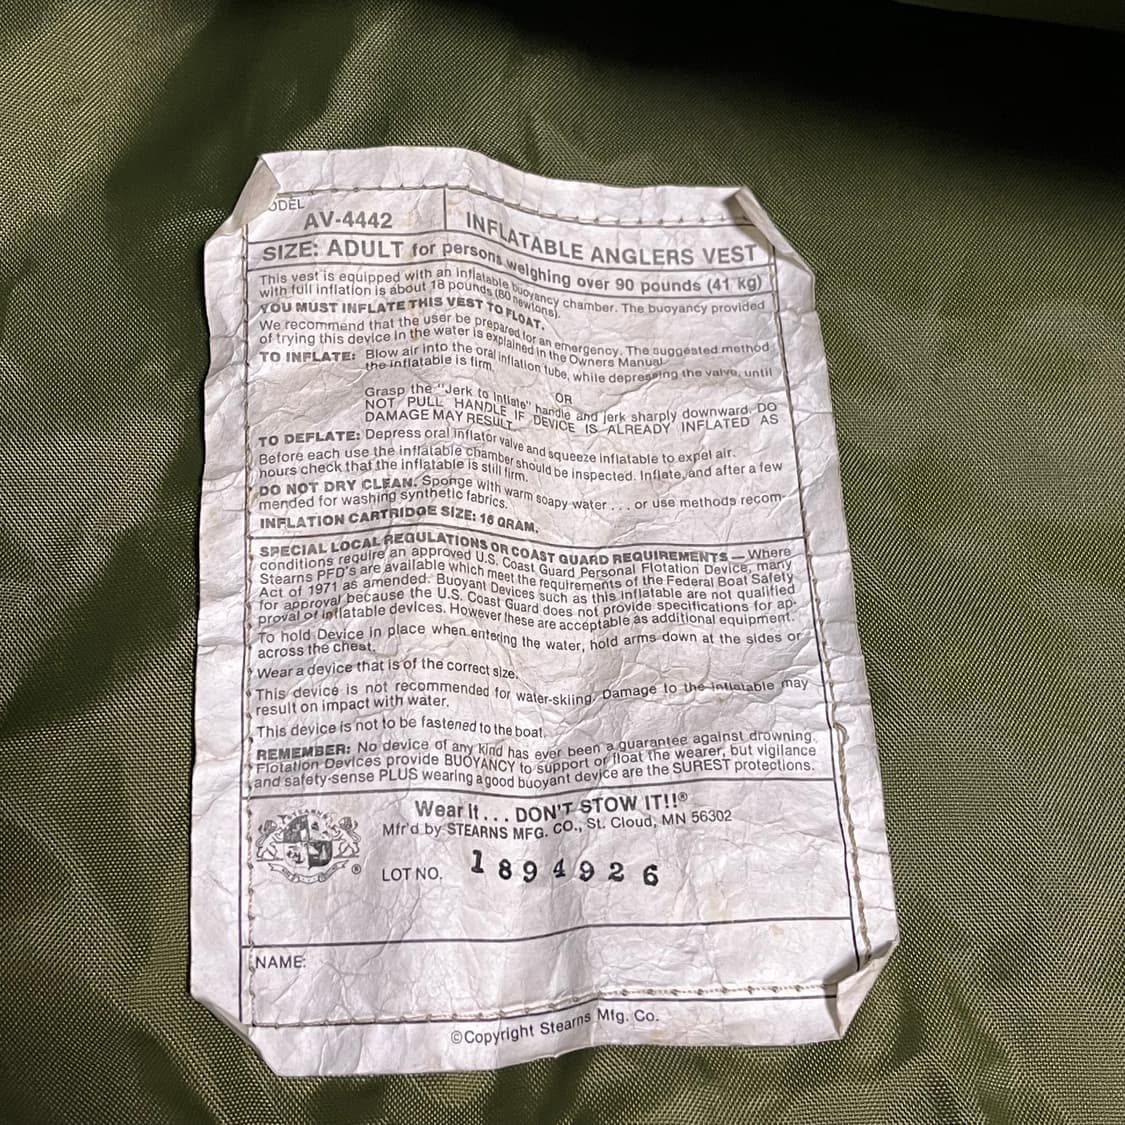 ODEL
AV-4442
INFLATABLE ANGLERS VEST
SIZE: ADULT for persons weighing over 90 pounds (41 kg)
This vest is equipped with an inflatable buoyancy chamber. The buoyancy provided
with full inflation is about 18 pounds (80 newtons).
YOU MUST INFLATE THIS VEST TO FLOAT.
We recommend that the user be prepared for an emergency. The suggested method
of trying this device in the water is explained in the Owners Manual.
TO INFLATE: Blow air into the oral inflation tube, while depressing the valve, until
the inflatable is firm.
OR
Grasp the "Jerk to Inflate" handle and jerk sharply downward. DO
NOT PULL HANDLE IF DEVICE IS ALREADY INFLATED AS
DAMAGE MAY RESULT.
TO DEFLATE: Depress oral inflator valve and squeeze inflatable to expel air.
Before each use the inflatable chamber should be inspected. Inflate, and after a few
hours check that the inflatable is still firm.
DO NOT DRY CLEAN. Sponge with warm soapy water . . . or use methods recom-
mended for washing synthetic fabrics.
INFLATION CARTRIDGE SIZE: 16 GRAM.
SPECIAL LOCAL REGULATIONS OR COAST GUARD REQUIREMENTS — Where
conditions require an approved U.S. Coast Guard Personal Flotation Device, many
Stearns PFD's are available which meet the requirements of the Federal Boat Safety
Act of 1971 as amended. Buoyant Devices such as this inflatable are not qualified
for approval because the U.S. Coast Guard does not provide specifications for ap-
proval of inflatable devices. However these are acceptable as additional equipment.
To hold Device in place when entering the water, hold arms down at the sides or
across the chest.
Wear a device that is of the correct size.
This device is not recommended for water-skiing. Damage to the inflatable may
result on impact with water.
This device is not to be fastened to the boat.
REMEMBER: No device of any kind has ever been a guarantee against drowning.
Flotation Devices provide BUOYANCY to support or float the wearer, but vigilance
and safety-sense PLUS wearing a good buoyant device are the SUREST protections.
Wear it . . . DON'T STOW IT!!®
Mfr'd by STEARNS MFG. CO., St. Cloud, MN 56302
®
LOT NO. 1894926
NAME:
©Copyright Stearns Mfg. Co.